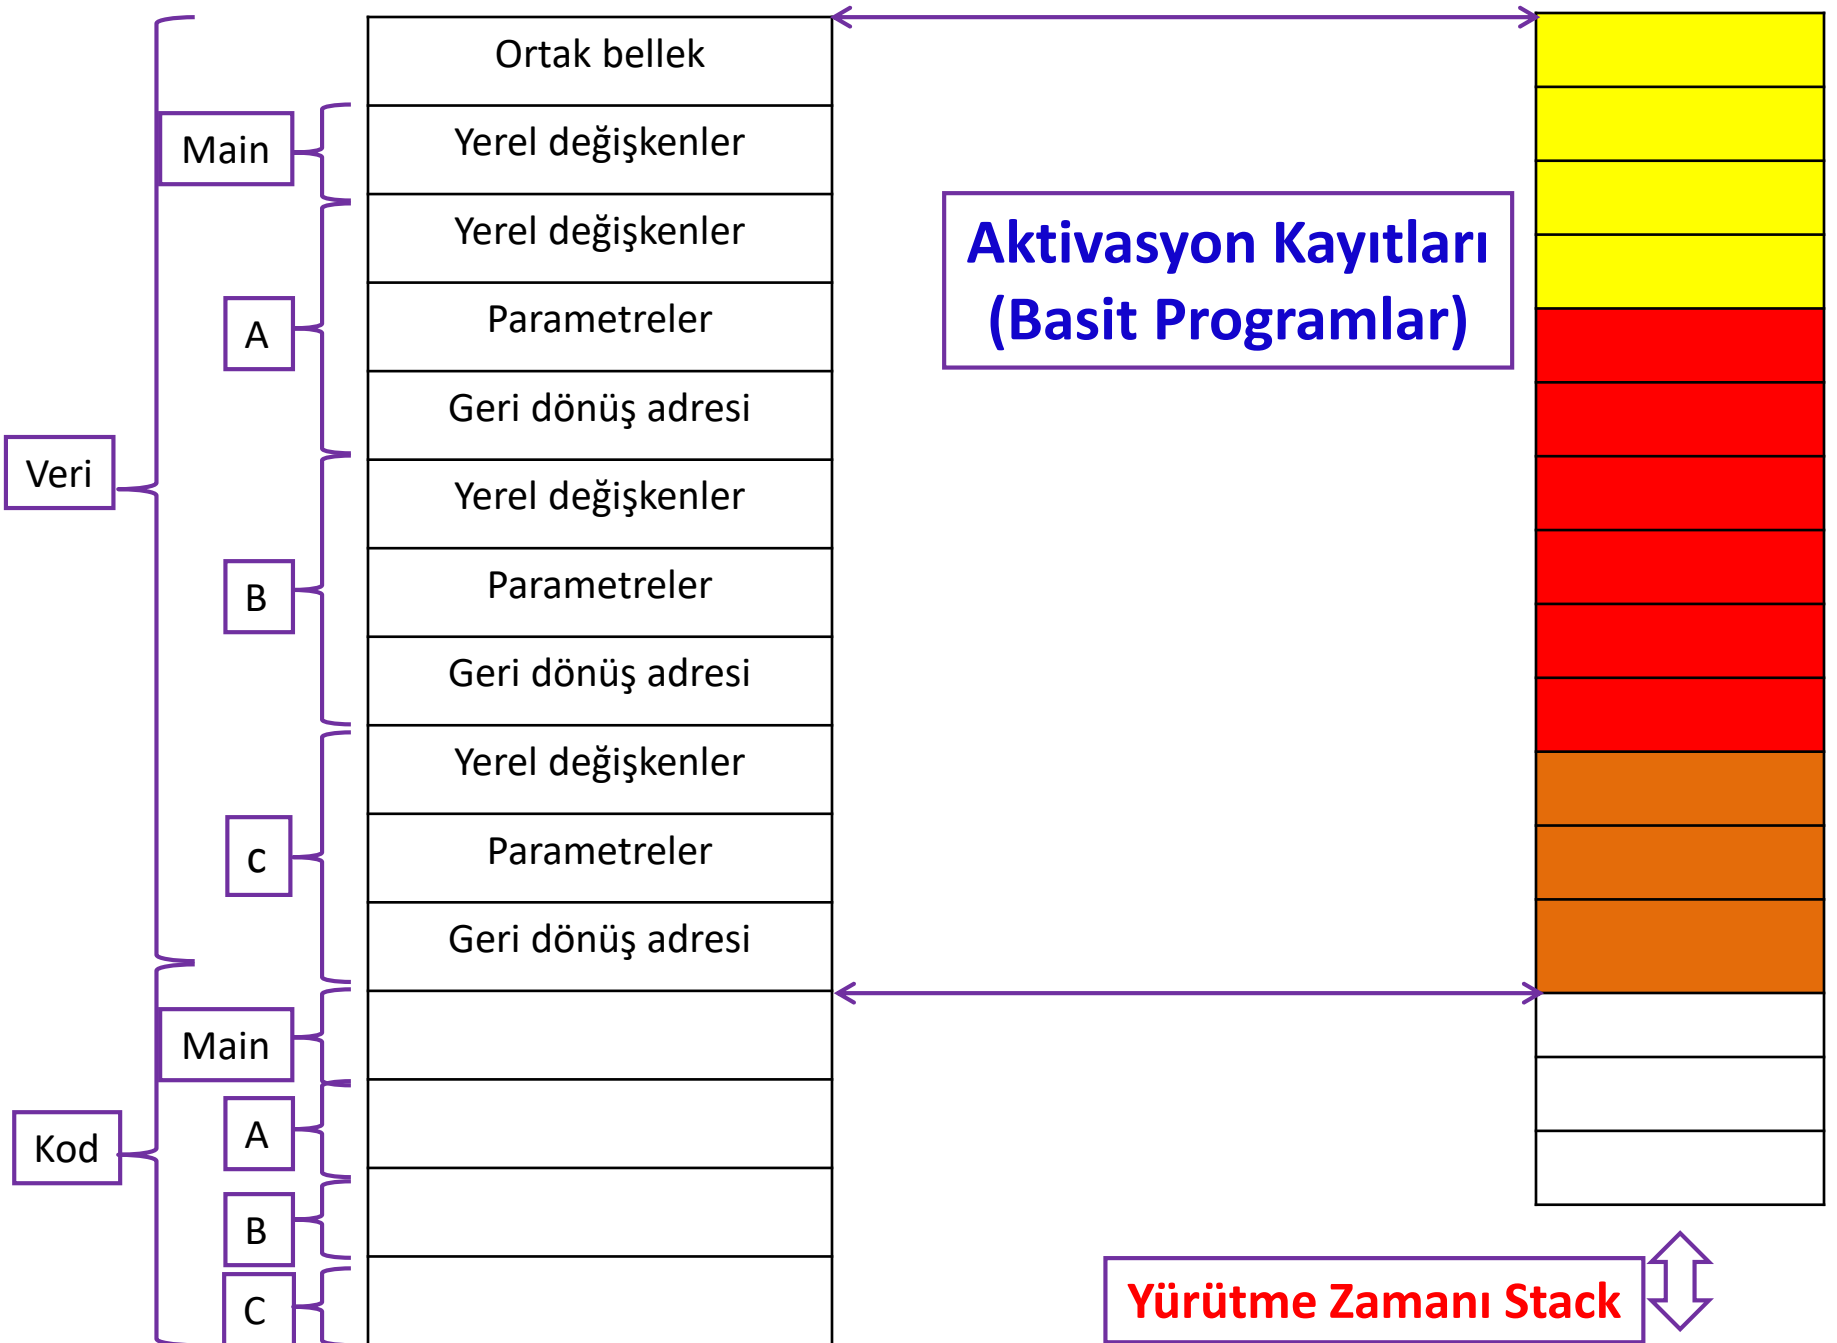 Ortak bellek
Main
Yerel değişkenler
Yerel değişkenler
Aktivasyon Kayıtları
(Basit Programlar)
A
Parametreler
Geri dönüş adresi
Veri
Yerel değişkenler
B
Parametreler
Geri dönüş adresi
Yerel değişkenler
c
Parametreler
Geri dönüş adresi
Main
Kod
A
B
C
Yürütme Zamanı Stack